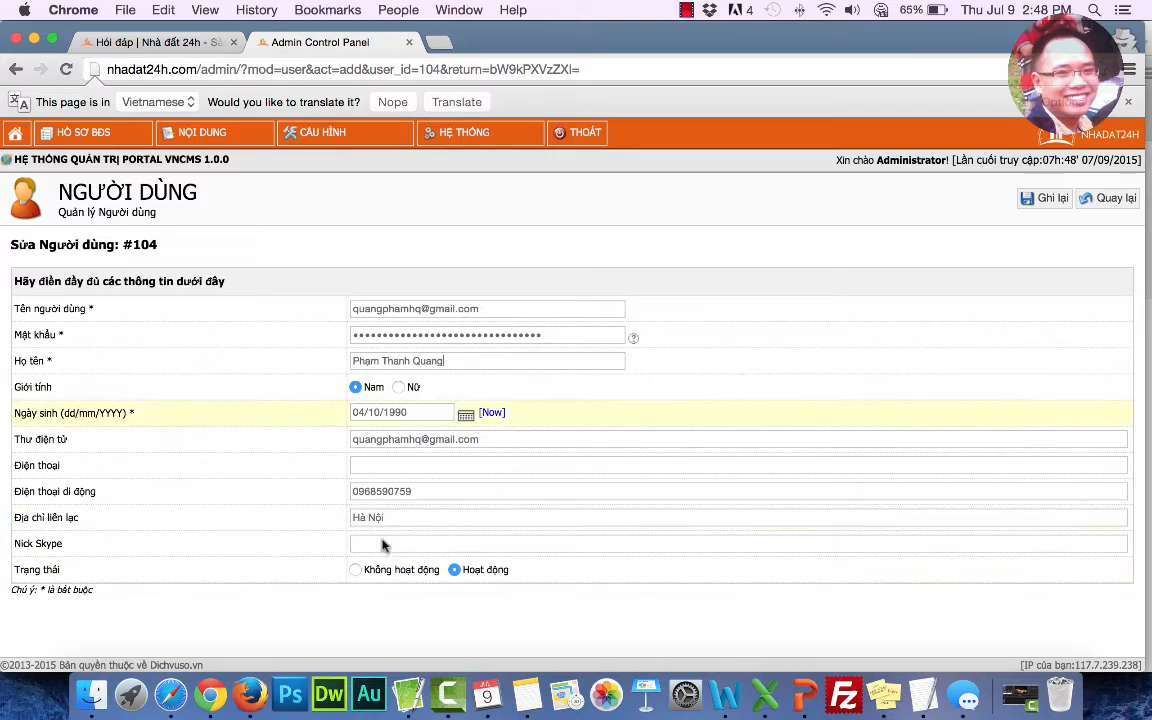 Chrome File Edit View History Bookmarks People Window Help 4 65% Thu Jul 9 2:48 PM
Hỏi đáp | Nhà đất 24h - Sà × Admin Control Panel ×
nhadat24h.com/admin/?mod=user&act=add&user_id=104&return=bW9kPXVzZXI=
This page is in Vietnamese Would you like to translate it? Nope Translate Options ×
HỒ SƠ BĐS NỘI DUNG CẤU HÌNH HỆ THỐNG THOÁT NHADAT24H
HỆ THỐNG QUẢN TRỊ PORTAL VNCMS 1.0.0 Xin chào Administrator! [Lần cuối truy cập:07h:48' 07/09/2015]
NGƯỜI DÙNG
Quản lý Người dùng
Ghi lại Quay lại
Sửa Người dùng: #104
Hãy điền đầy đủ các thông tin dưới đây
Tên người dùng * quangphamhq@gmail.com
Mật khẩu * ••••••••••••••••••••••••••••••••
Họ tên * Phạm Thanh Quang
Giới tính Nam Nữ
Ngày sinh (dd/mm/YYYY) * 04/10/1990 [Now]
Thư điện tử quangphamhq@gmail.com
Điện thoại
Điện thoại di động 0968590759
Địa chỉ liên lạc Hà Nội
Nick Skype
Trạng thái Không hoạt động Hoạt động
Chú ý: * là bắt buộc
©2013-2015 Bản quyền thuộc về Dichvuso.vn [IP của bạn:117.7.239.238]
Ps Dw Au JUL 9 W X P Fz